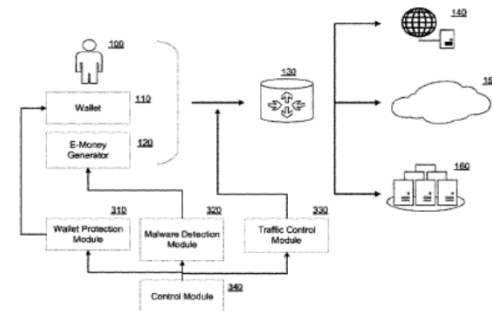 100
140
Wallet
110
130
15
E-Money
Generator
120
160
310
320
330
Wallet Protection
Module
Malware Detection
Module
Traffic Control
Module
Control Module
340